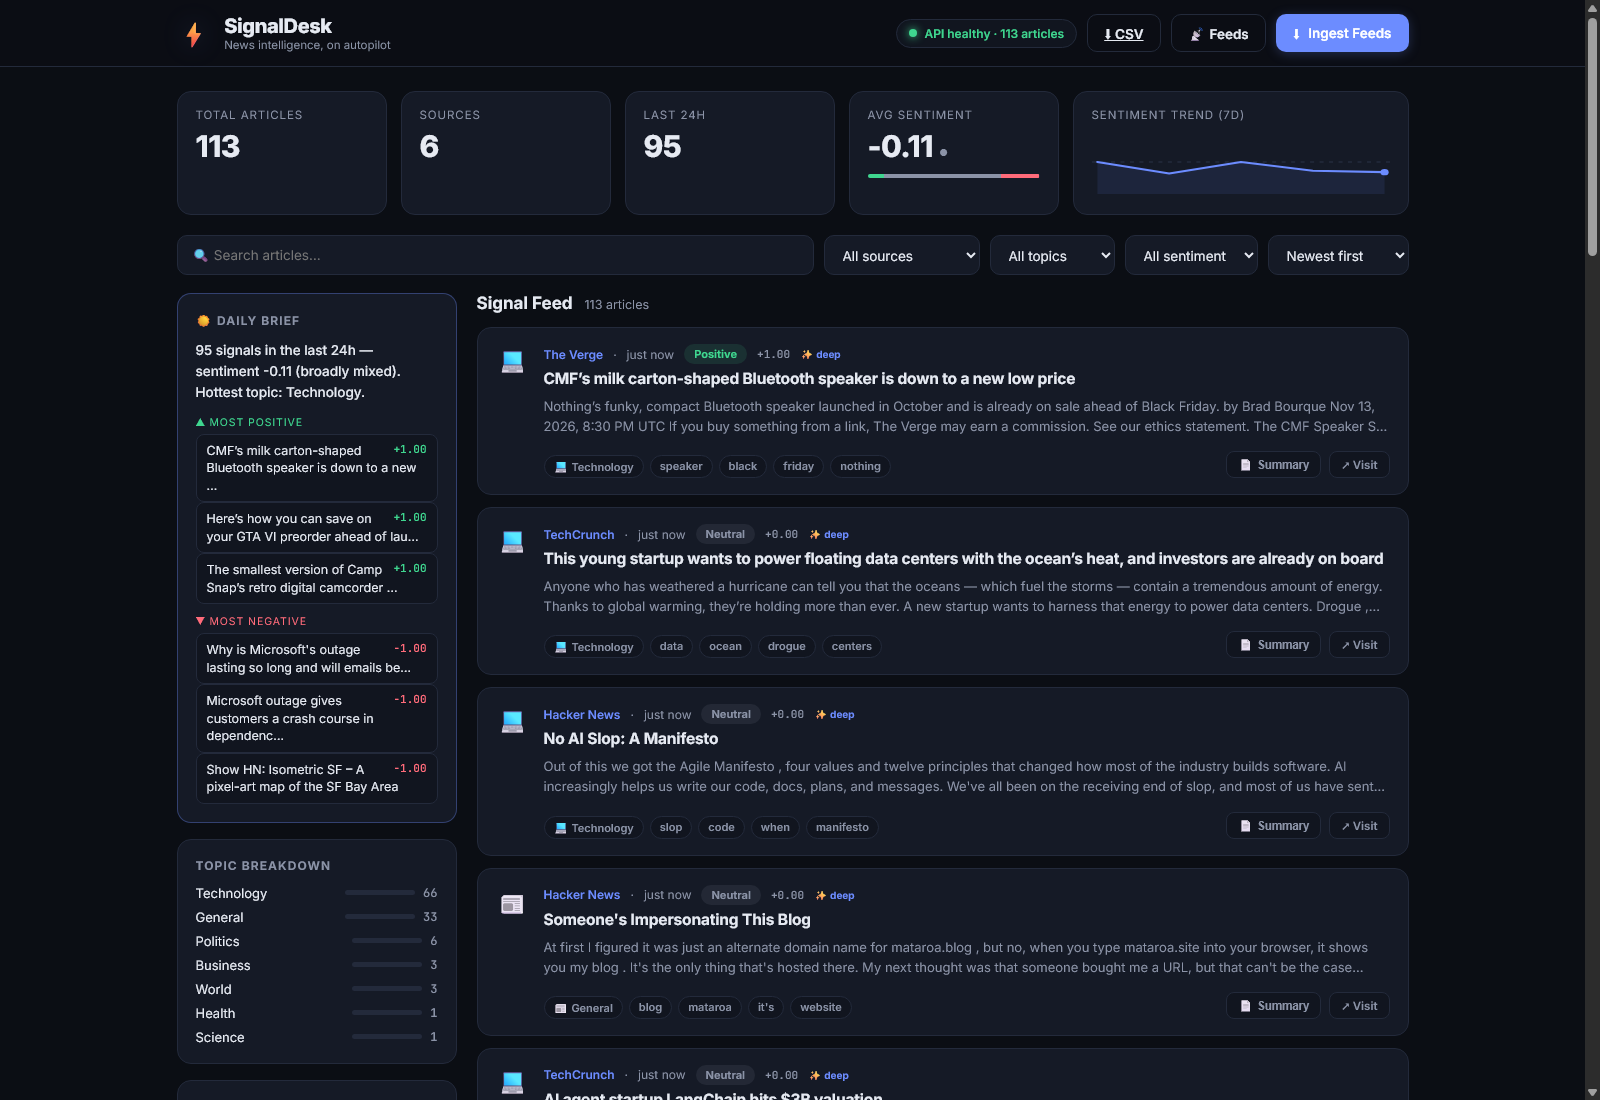 SignalDesk
News intelligence, on autopilot
API healthy · 113 articles
⬇ CSV
Feeds
⬇ Ingest Feeds
TOTAL ARTICLES
113
SOURCES
6
LAST 24H
95
AVG SENTIMENT
-0.11
SENTIMENT TREND (7D)
Search articles...
All sources
All topics
All sentiment
Newest first
DAILY BRIEF
95 signals in the last 24h —
sentiment -0.11 (broadly mixed).
Hottest topic: Technology.
▲ MOST POSITIVE
CMF’s milk carton-shaped +1.00
Bluetooth speaker is down to a new
...
Here’s how you can save on +1.00
your GTA VI preorder ahead of lau...
The smallest version of Camp +1.00
Snap’s retro digital camcorder ...
▼ MOST NEGATIVE
Why is Microsoft's outage -1.00
lasting so long and will emails be...
Microsoft outage gives -1.00
customers a crash course in
dependenc...
Show HN: Isometric SF – A -1.00
pixel-art map of the SF Bay Area
TOPIC BREAKDOWN
Technology 66
General 33
Politics 6
Business 3
World 3
Health 1
Science 1
Signal Feed 113 articles
The Verge · just now Positive +1.00 ✨ deep
CMF’s milk carton-shaped Bluetooth speaker is down to a new low price
Nothing’s funky, compact Bluetooth speaker launched in October and is already on sale ahead of Black Friday. by Brad Bourque Nov 13,
2026, 8:30 PM UTC If you buy something from a link, The Verge may earn a commission. See our ethics statement. The CMF Speaker S...
Technology speaker black friday nothing
Summary ↗ Visit
TechCrunch · just now Neutral +0.00 ✨ deep
This young startup wants to power floating data centers with the ocean’s heat, and investors are already on board
Anyone who has weathered a hurricane can tell you that the oceans — which fuel the storms — contain a tremendous amount of energy.
Thanks to global warming, they’re holding more than ever. A new startup wants to harness that energy to power data centers. Drogue ,...
Technology data ocean drogue centers
Summary ↗ Visit
Hacker News · just now Neutral +0.00 ✨ deep
No AI Slop: A Manifesto
Out of this we got the Agile Manifesto , four values and twelve principles that changed how most of the industry builds software. AI
increasingly helps us write our code, docs, plans, and messages. We've all been on the receiving end of slop, and most of us have sent...
Technology slop code when manifesto
Summary ↗ Visit
Hacker News · just now Neutral +0.00 ✨ deep
Someone's Impersonating This Blog
At first I figured it was just an alternate domain name for mataroa.blog , but no, when you type mataroa.site into your browser, it shows
you my blog . It's the only thing that's hosted there. My next thought was that someone bought me a URL, but that can't be the case...
General blog mataroa it's website
Summary ↗ Visit
TechCrunch · just now Neutral +0.00 ✨ deep
AI agent startup LangChain hits $3B valuation